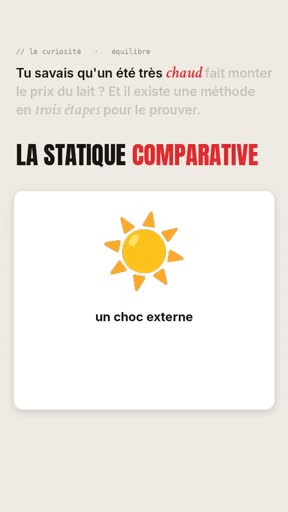 // la curiosité · équilibre
Tu savais qu'un été très chaud fait monter
le prix du lait ? Et il existe une méthode
en trois étapes pour le prouver.
LA STATIQUE COMPARATIVE
un choc externe